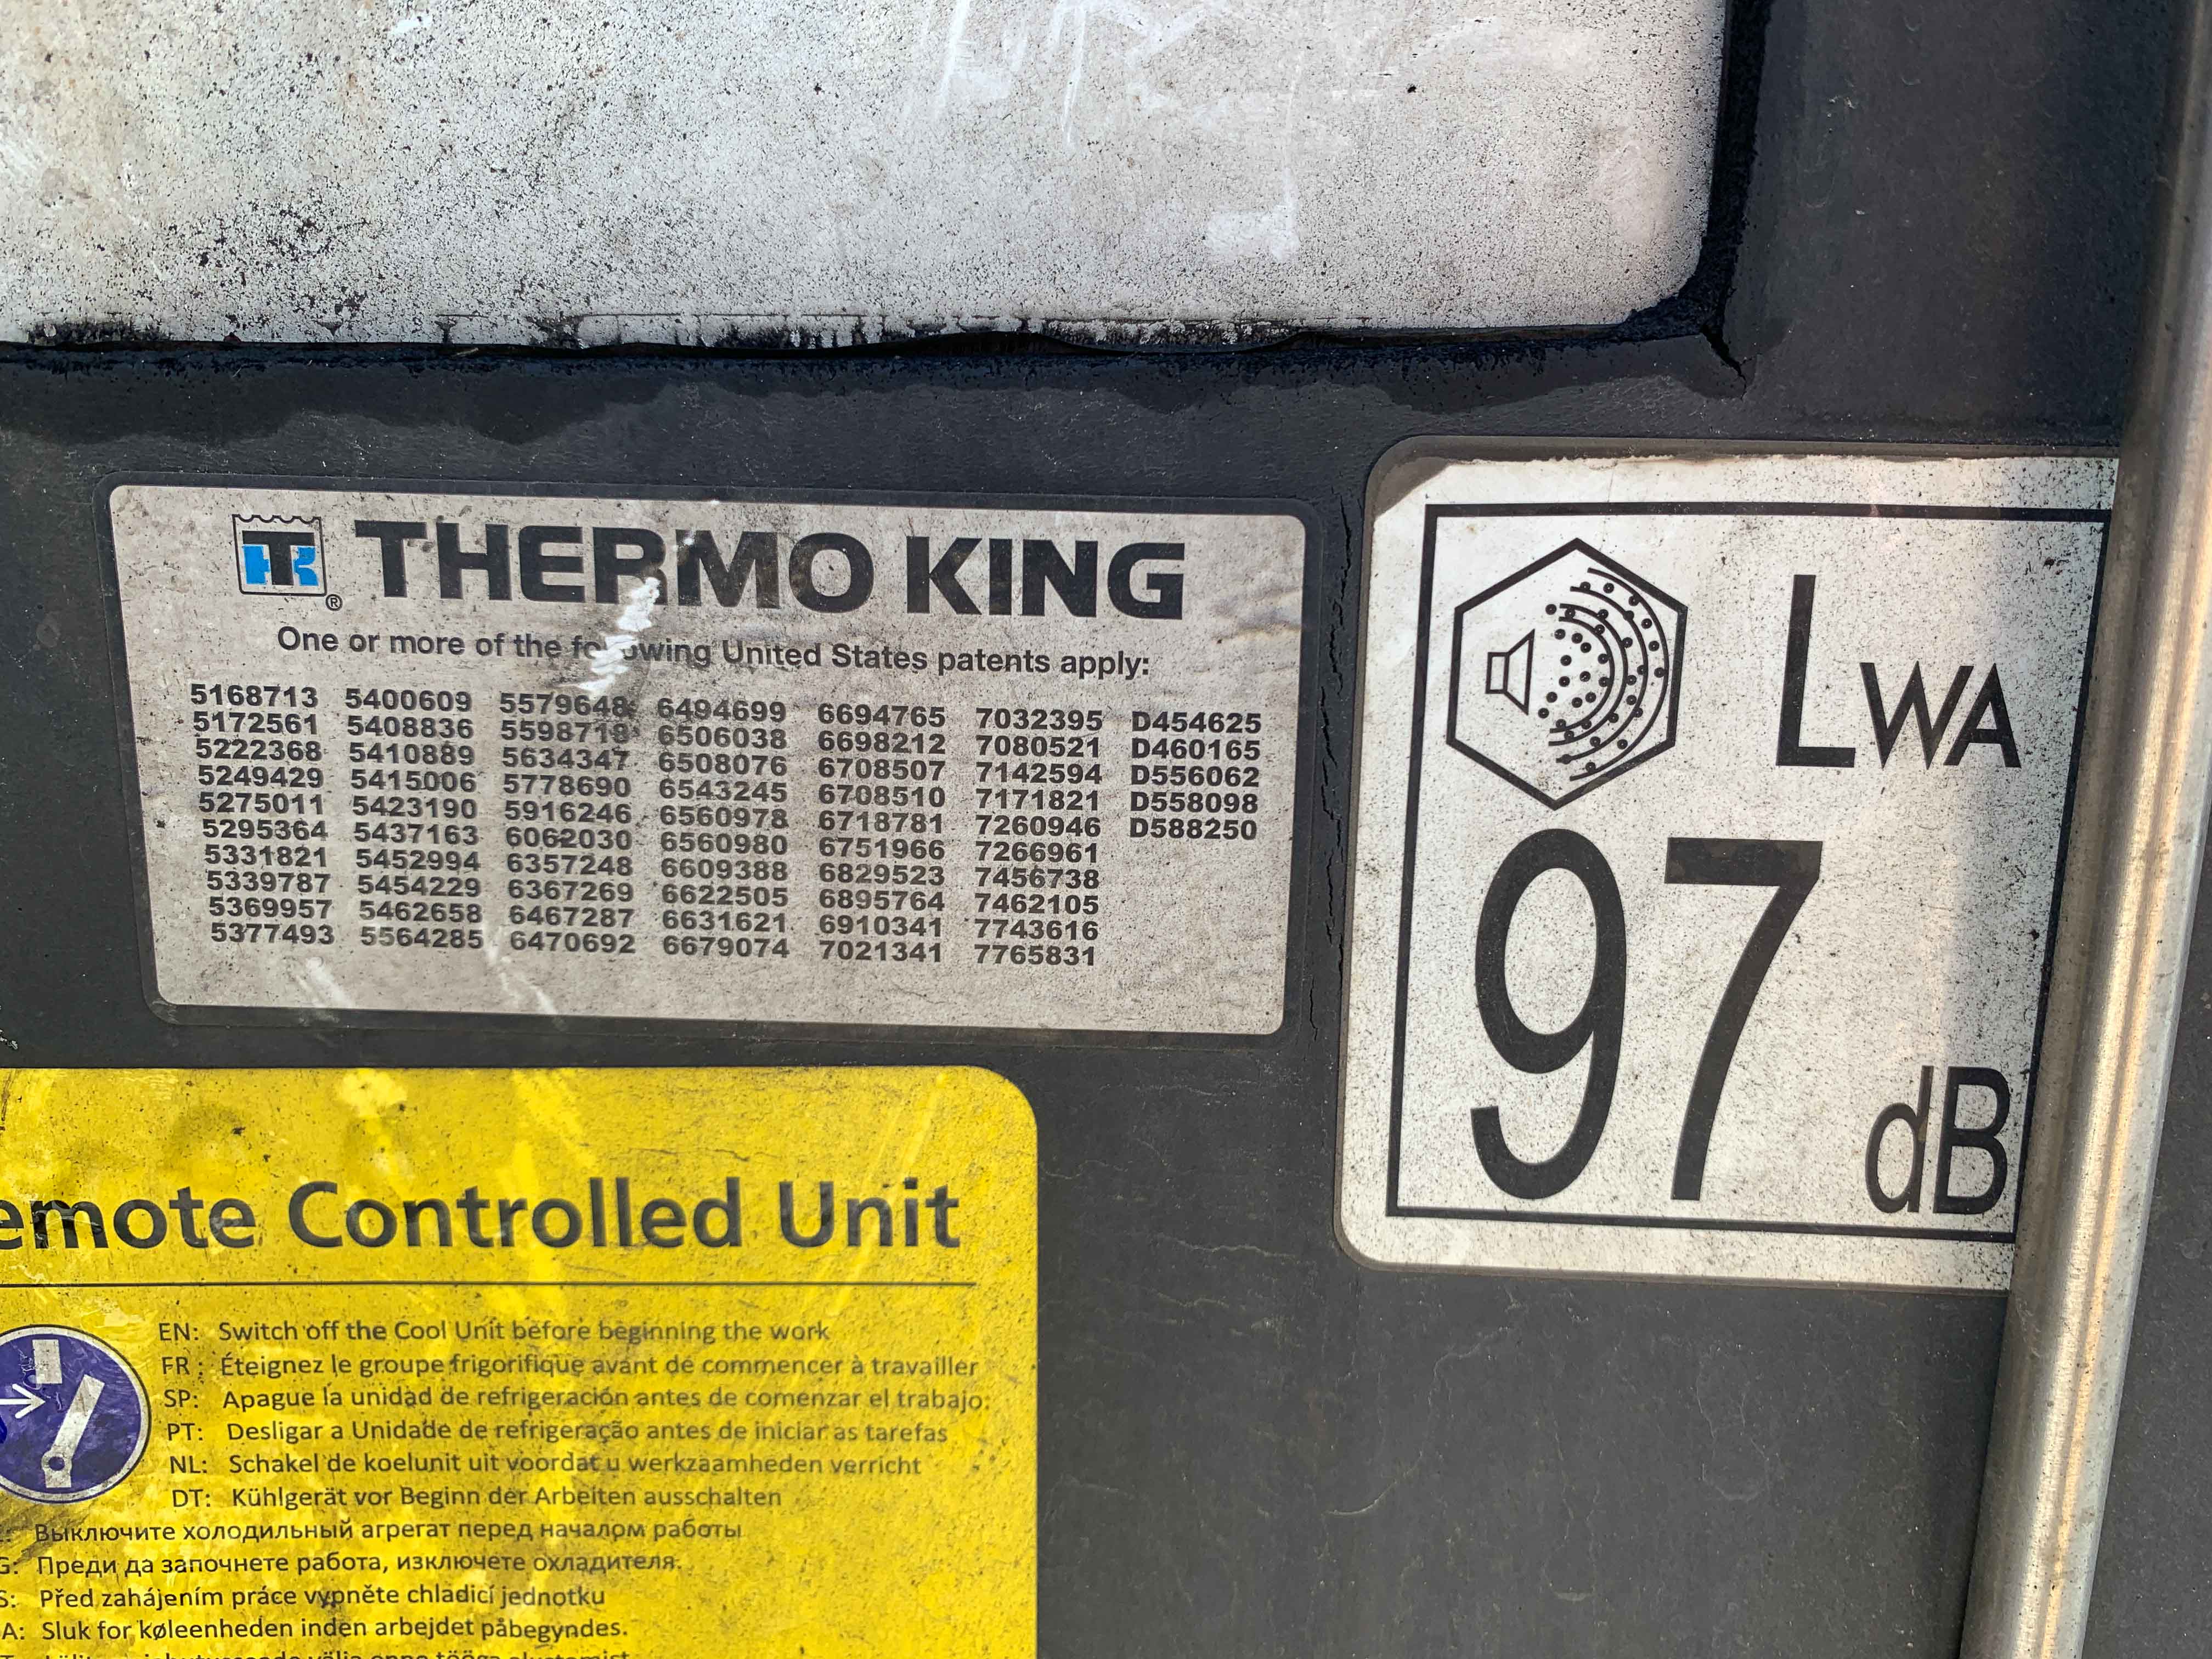 THERMO KING
One or more of the following United States patents apply:
5168713 5400609 5579648 6494699 6694765 7032395 D454625
5172561 5408836 5598718 6506038 6698212 7080521 D460165
5222368 5410889 5634347 6508076 6708507 7142594 D556062
5249429 5415006 5778690 6543245 6708510 7171821 D558098
5275011 5423190 5916246 6560978 6718781 7260946 D588250
5295364 5437163 6062030 6560980 6751966 7266961
5331821 5452994 6357248 6609388 6829523 7456738
5339787 5454229 6367269 6622505 6895764 7462105
5369957 5462658 6467287 6631621 6910341 7743616
5377493 5564285 6470692 6679074 7021341 7765831
LWA
97 dB
emote Controlled Unit
EN: Switch off the Cool Unit before beginning the work
FR : Éteignez le groupe frigorifique avant de commencer à travailler
SP: Apague la unidad de refrigeración antes de comenzar el trabajo.
PT: Desligar a Unidade de refrigeração antes de iniciar as tarefas
NL: Schakel de koelunit uit voordat u werkzaamheden verricht
DT: Kühlgerät vor Beginn der Arbeiten ausschalten
Выключите холодильный агрегат перед началом работы
G: Преди да започнете работа, изключете охладителя.
S: Před zahájením práce vypněte chladicí jednotku
A: Sluk for køleenheden inden arbejdet påbegyndes.